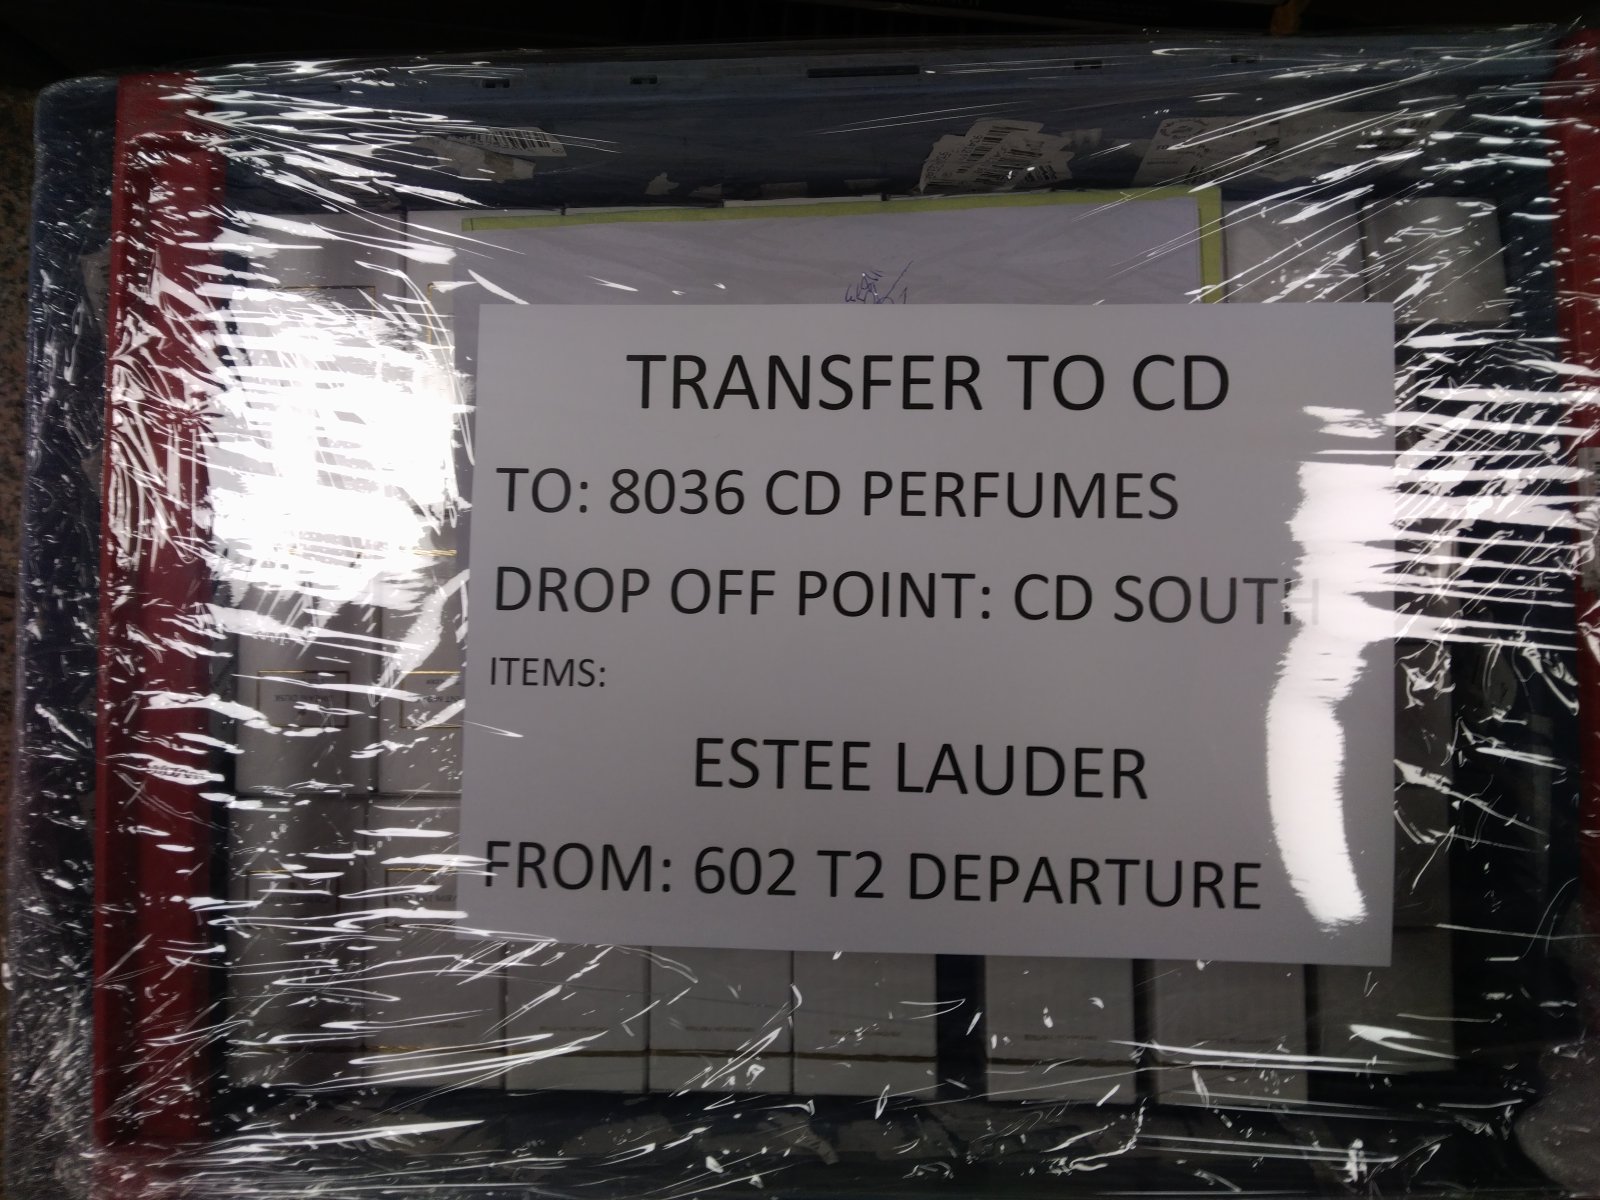 TRANSFER TO CD
TO: 8036 CD PERFUMES
DROP OFF POINT: CD SOUTH
ITEMS:
ESTEE LAUDER
FROM: 602 T2 DEPARTURE